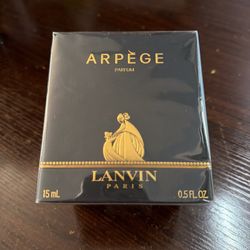 ARPÈGE
PARFUM
LANVIN
PARIS
15 mL 0.5 FL.OZ.